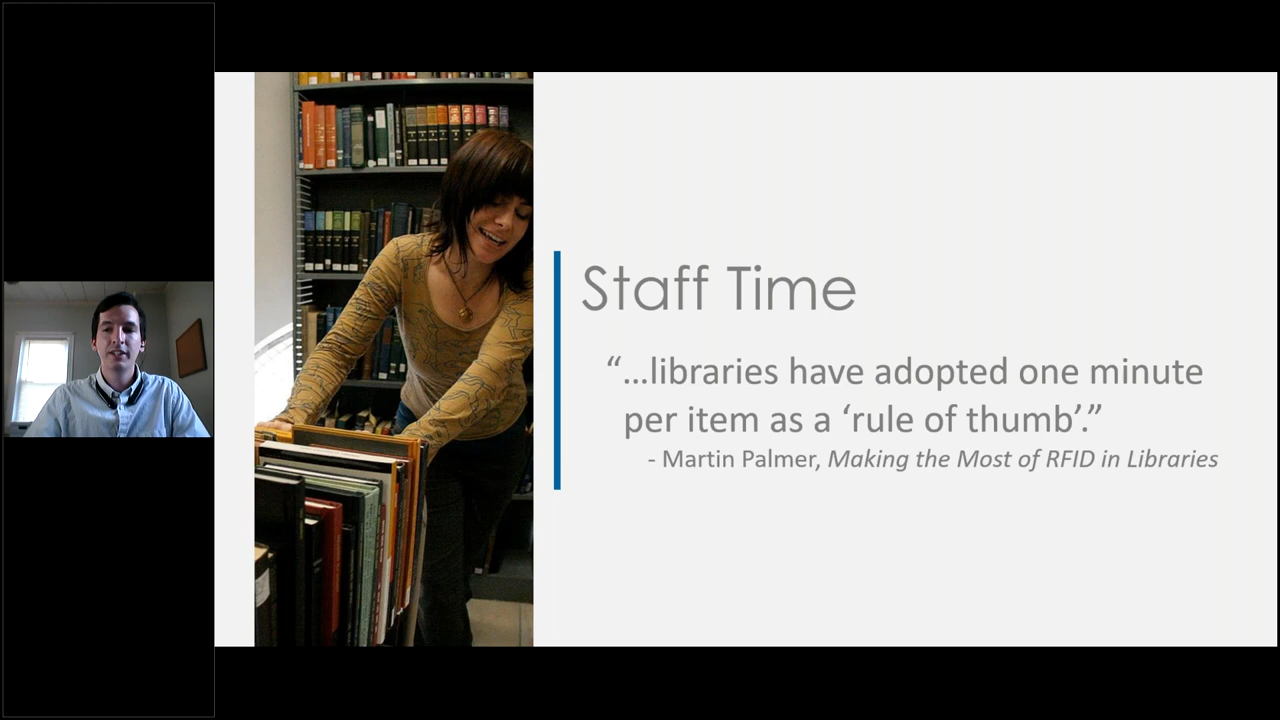 Staff Time
“...libraries have adopted one minute
per item as a ‘rule of thumb’.”
- Martin Palmer, Making the Most of RFID in Libraries